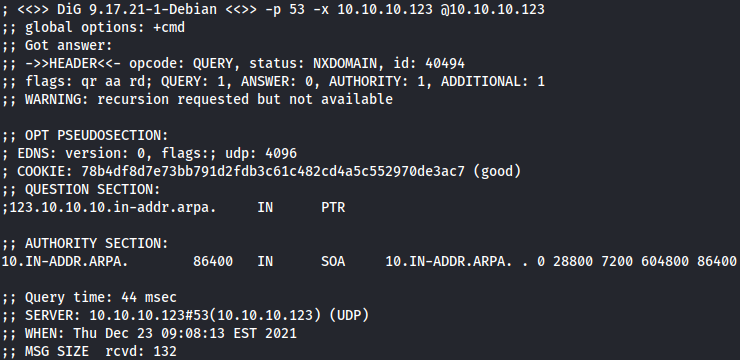 ; <<>> DiG 9.17.21-1-Debian <<>> -p 53 -x 10.10.10.123 @10.10.10.123
;; global options: +cmd
;; Got answer:
;; ->>HEADER<<- opcode: QUERY, status: NXDOMAIN, id: 40494
;; flags: qr aa rd; QUERY: 1, ANSWER: 0, AUTHORITY: 1, ADDITIONAL: 1
;; WARNING: recursion requested but not available
;; OPT PSEUDOSECTION:
; EDNS: version: 0, flags:; udp: 4096
; COOKIE: 78b4df8d7e73bb791d2fdb3c61c482cd4a5c552970de3ac7 (good)
;; QUESTION SECTION:
;123.10.10.10.in-addr.arpa. IN PTR
;; AUTHORITY SECTION:
10.IN-ADDR.ARPA. 86400 IN SOA 10.IN-ADDR.ARPA. . 0 28800 7200 604800 86400
;; Query time: 44 msec
;; SERVER: 10.10.10.123#53(10.10.10.123) (UDP)
;; WHEN: Thu Dec 23 09:08:13 EST 2021
;; MSG SIZE rcvd: 132